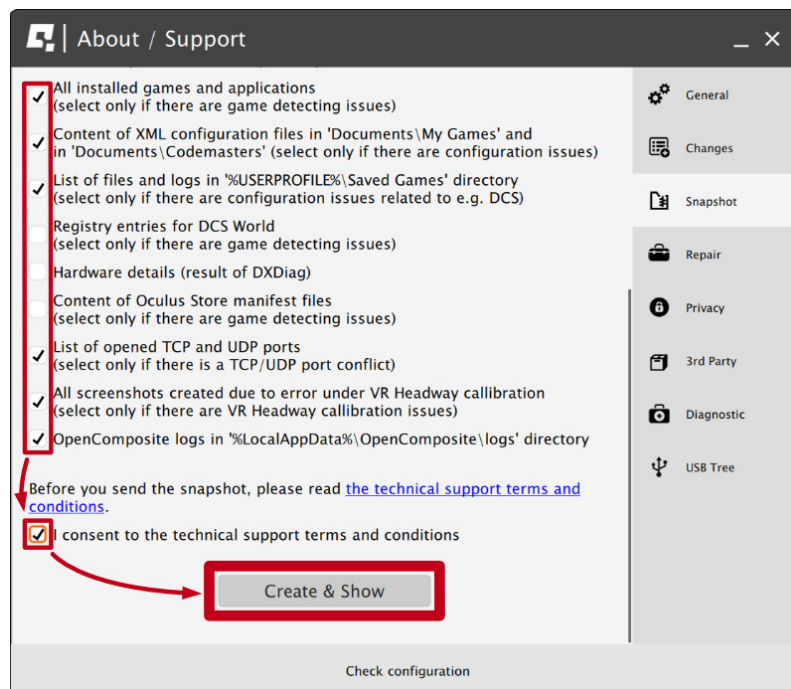 About / Support
All installed games and applications
(select only if there are game detecting issues)
Content of XML configuration files in 'Documents\My Games' and
in 'Documents\Codemasters' (select only if there are configuration issues)
List of files and logs in '%USERPROFILE%\Saved Games' directory
(select only if there are configuration issues related to e.g. DCS)
Registry entries for DCS World
(select only if there are game detecting issues)
Hardware details (result of DXDiag)
Content of Oculus Store manifest files
(select only if there are game detecting issues)
List of opened TCP and UDP ports
(select only if there is a TCP/UDP port conflict)
All screenshots created due to error under VR Headway callibration
(select only if there are VR Headway callibration issues)
OpenComposite logs in '%LocalAppData%\OpenComposite\logs' directory
Before you send the snapshot, please read the technical support terms and
conditions.
I consent to the technical support terms and conditions
Create & Show
General
Changes
Snapshot
Repair
Privacy
3rd Party
Diagnostic
USB Tree
Check configuration